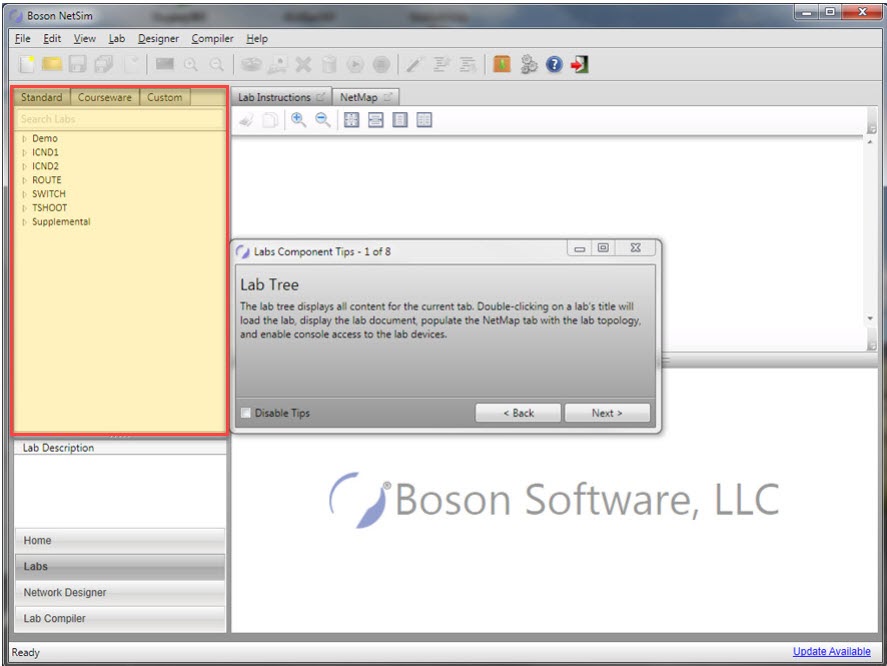 Boson NetSim
File Edit View Lab Designer Compiler Help
Standard Courseware Custom
Lab Instructions NetMap
Search Labs
Demo
ICND1
ICND2
ROUTE
SWITCH
TSHOOT
Supplemental
Labs Component Tips - 1 of 8
Lab Tree
The lab tree displays all content for the current tab. Double-clicking on a lab's title will
load the lab, display the lab document, populate the NetMap tab with the lab topology,
and enable console access to the lab devices.
Disable Tips
< Back Next >
Lab Description
Boson Software, LLC
Home
Labs
Network Designer
Lab Compiler
Ready Update Available